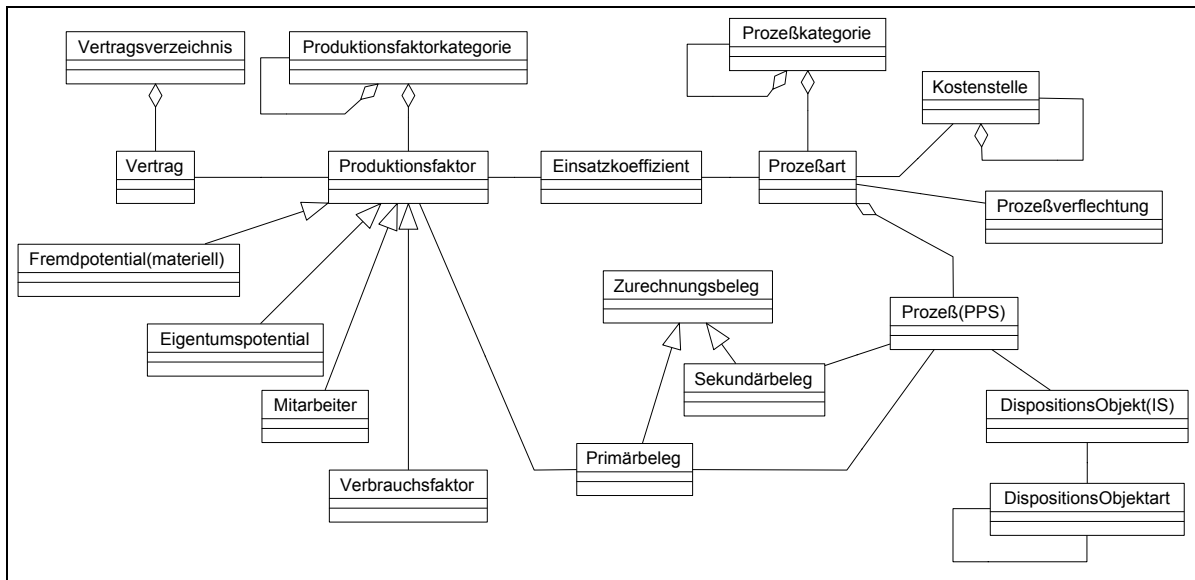 Vertragsverzeichnis
Produktionsfaktorkategorie
Prozeßkategorie
Kostenstelle
Vertrag
Produktionsfaktor
Einsatzkoeffizient
Prozeßart
Prozeßverflechtung
Fremdpotential(materiell)
Zurechnungsbeleg
Prozeß(PPS)
Eigentumspotential
Sekundärbeleg
Mitarbeiter
DispositionsObjekt(IS)
Primärbeleg
Verbrauchsfaktor
DispositionsObjektart